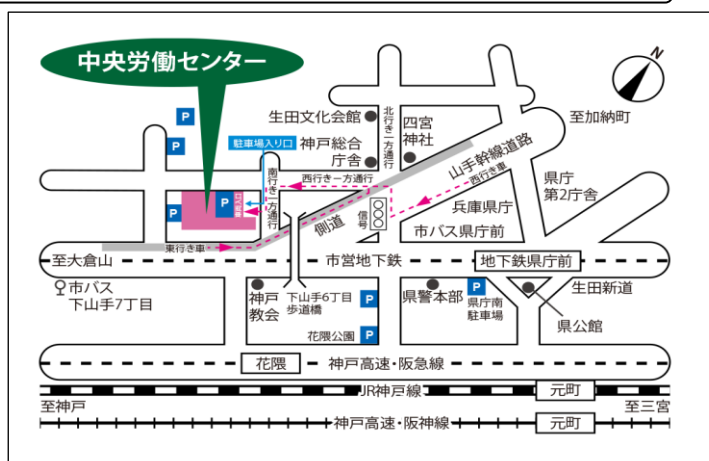 中央労働センター
N
P
P
生田文化会館
北行き一方通行
四宮
神社
至加納町
駐車場入り口
神戸総合
庁舎
南行き一方通行
西行き一方通行
山手幹線道路
西行き車
県庁
第2庁舎
P
P
側道
信号
兵庫県庁
市バス県庁前
東行き車
至大倉山
市営地下鉄
地下鉄県庁前
市バス
下山手7丁目
神戸
教会
下山手6丁目
歩道橋
P
県警本部
P
県庁南
駐車場
生田新道
県公館
花隈公園
P
花隈
神戸高速・阪急線
JR神戸線
元町
至神戸
至三宮
神戸高速・阪神線
元町